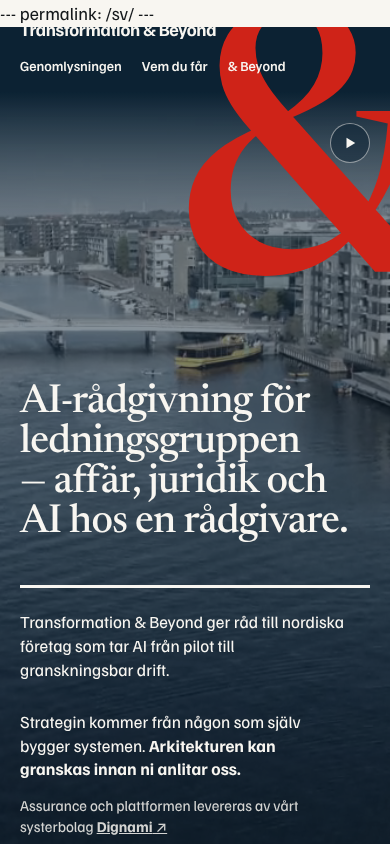 --- permalink: /sv/ ---
Transformation & Beyond
Genomlysningen Vem du får & Beyond
&
AI-rådgivning för
ledningsgruppen
– affär, juridik och
AI hos en rådgivare.
Transformation & Beyond ger råd till nordiska
företag som tar AI från pilot till
granskningsbar drift.
Strategin kommer från någon som själv
bygger systemen. Arkitekturen kan
granskas innan ni anlitar oss.
Assurance och plattformen levereras av vårt
systerbolag Dignami ↗